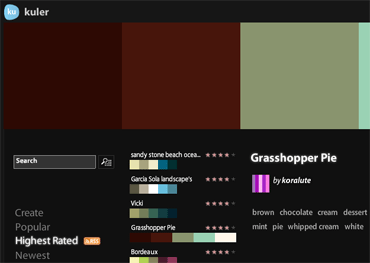 ku kuler
Search
Create
Popular
Highest Rated RSS
Newest
sandy stone beach ocea...
Garcia Sola landscape's
Vicki
Grasshopper Pie
Bordeaux
Grasshopper Pie
by koralute
brown chocolate cream dessert
mint pie whipped cream white